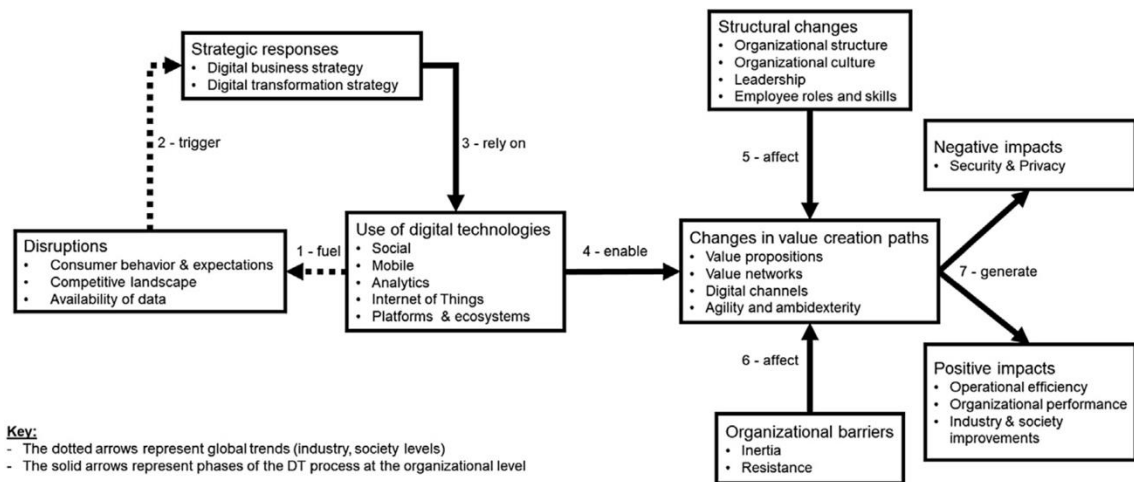 Strategic responses
• Digital business strategy
• Digital transformation strategy
Structural changes
• Organizational structure
• Organizational culture
• Leadership
• Employee roles and skills
2 - trigger
3 - rely on
5 - affect
Negative impacts
• Security & Privacy
Disruptions
• Consumer behavior & expectations
• Competitive landscape
• Availability of data
1 - fuel
Use of digital technologies
• Social
• Mobile
• Analytics
• Internet of Things
• Platforms & ecosystems
4 - enable
Changes in value creation paths
• Value propositions
• Value networks
• Digital channels
• Agility and ambidexterity
7 - generate
6 - affect
Positive impacts
• Operational efficiency
• Organizational performance
• Industry & society
improvements
Organizational barriers
• Inertia
• Resistance
Key:
- The dotted arrows represent global trends (industry, society levels)
- The solid arrows represent phases of the DT process at the organizational level